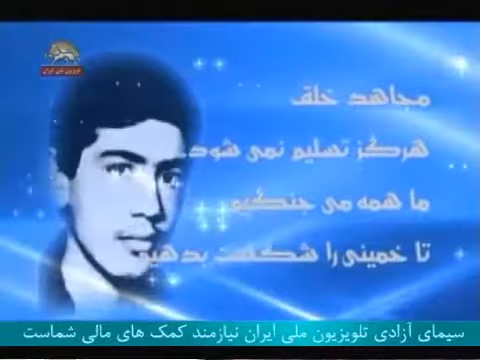 مجاهد خلق
هرگز تسلیم نمی شود.
ما همه می جنگیم
تا خمینی را شکست بدهیم
سیمای آزادی تلویزیون ملی ایران نیازمند کمک های مالی شماست